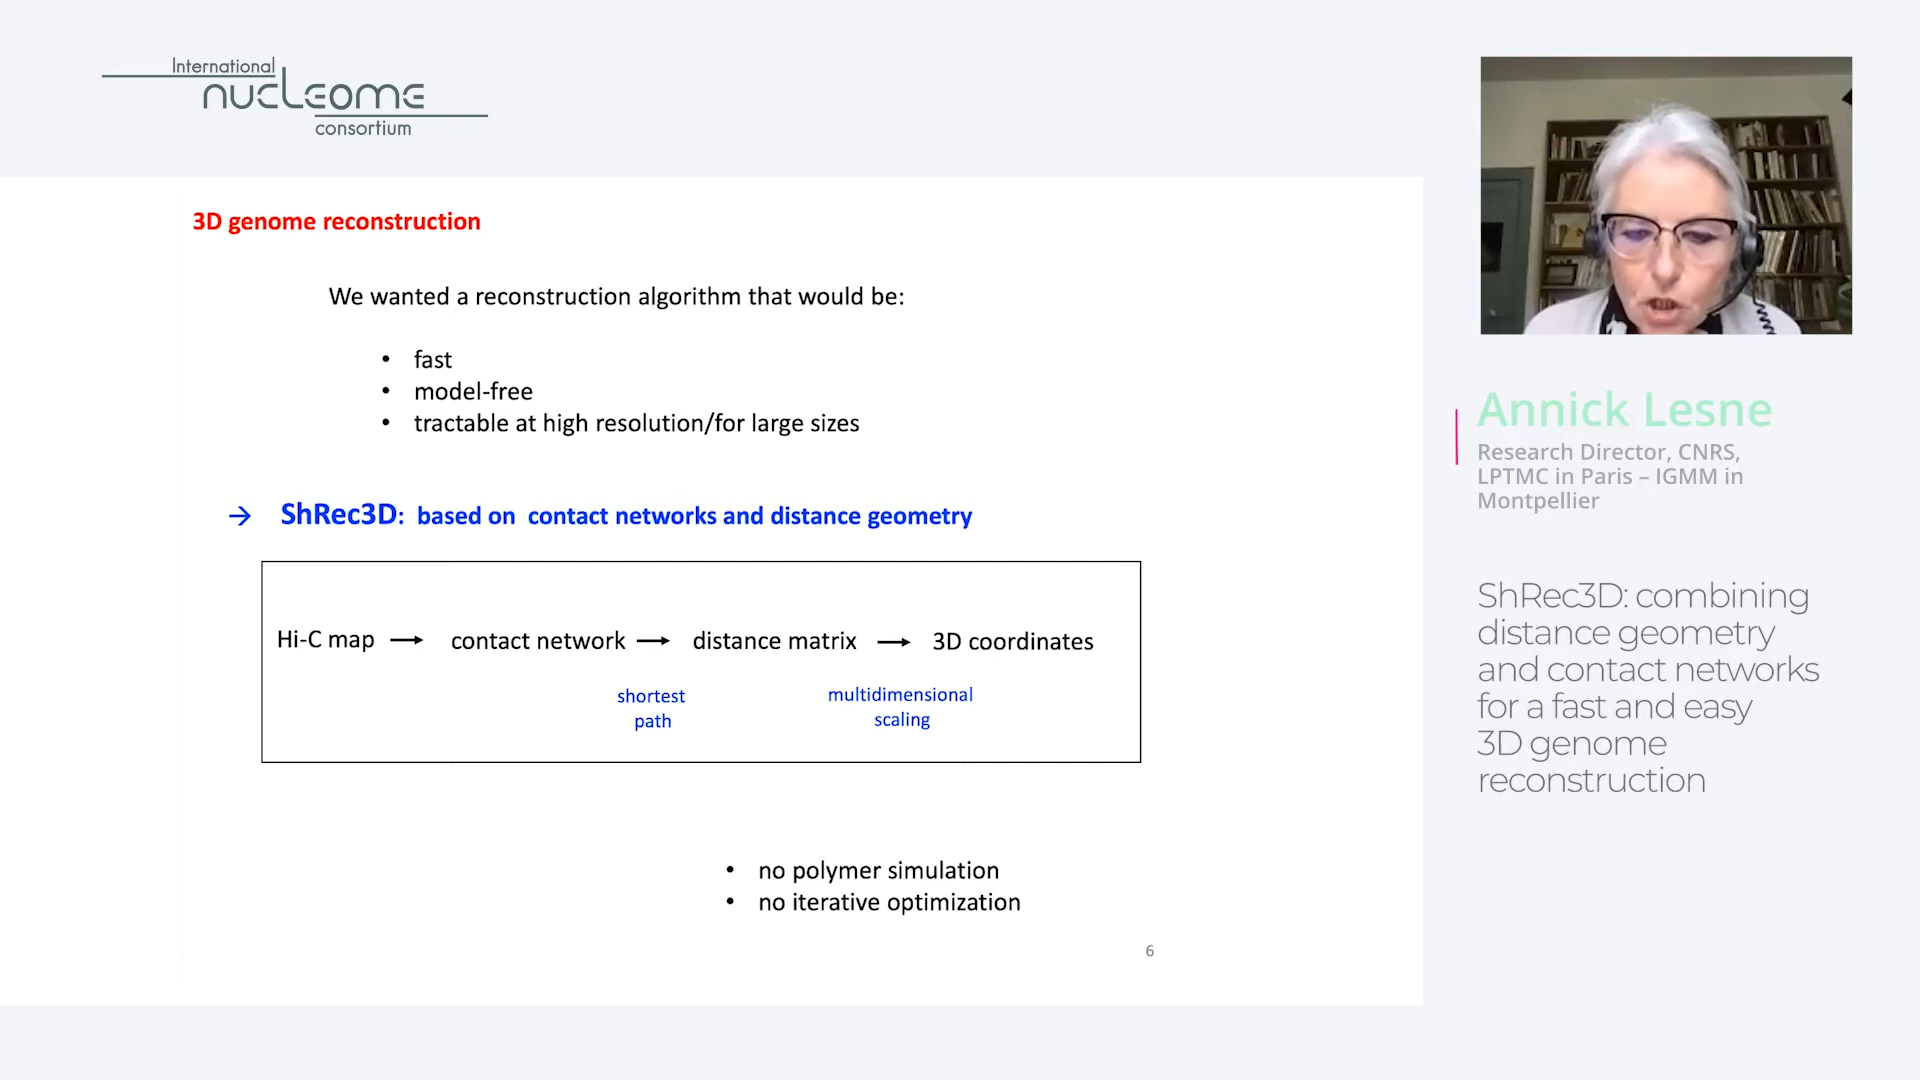 International
nucleome
consortium
3D genome reconstruction
We wanted a reconstruction algorithm that would be:
• fast
• model-free
• tractable at high resolution/for large sizes
→ ShRec3D: based on contact networks and distance geometry
Hi-C map → contact network → distance matrix → 3D coordinates
shortest
path
multidimensional
scaling
• no polymer simulation
• no iterative optimization
6
Annick Lesne
Research Director, CNRS,
LPTMC in Paris – IGMM in
Montpellier
ShRec3D: combining
distance geometry
and contact networks
for a fast and easy
3D genome
reconstruction